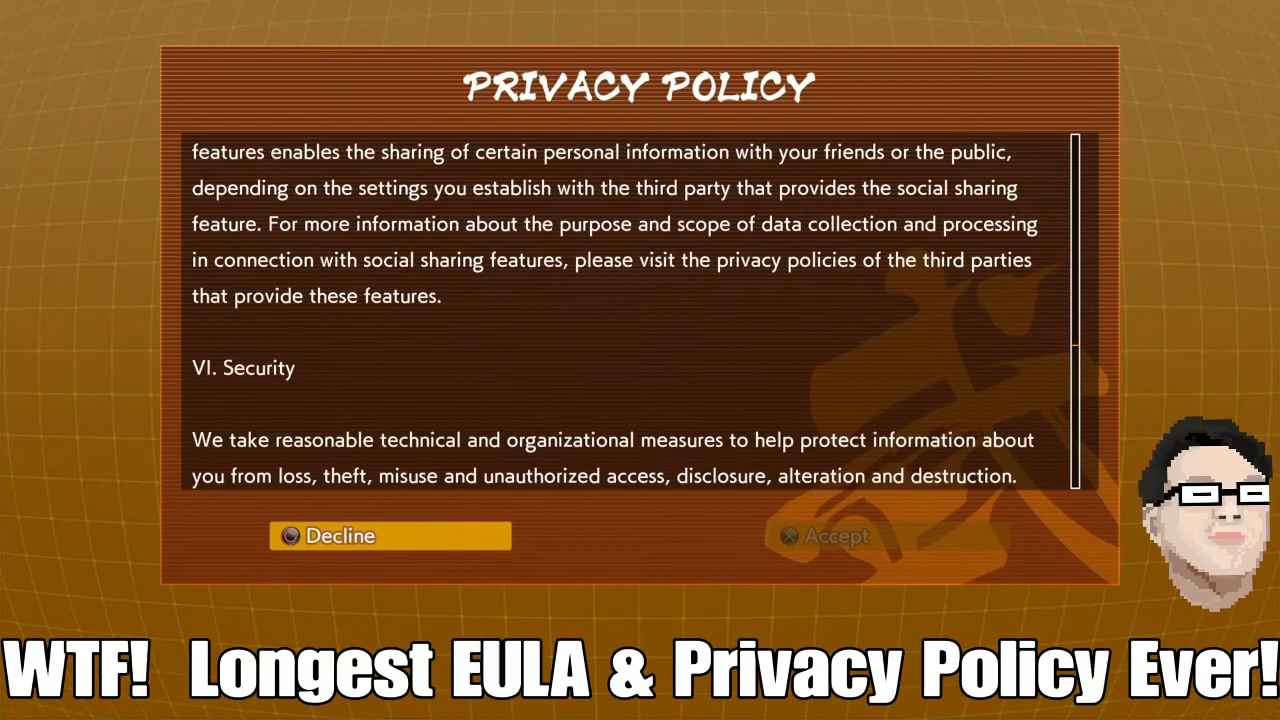 PRIVACY POLICY
features enables the sharing of certain personal information with your friends or the public,
depending on the settings you establish with the third party that provides the social sharing
feature. For more information about the purpose and scope of data collection and processing
in connection with social sharing features, please visit the privacy policies of the third parties
that provide these features.
VI. Security
We take reasonable technical and organizational measures to help protect information about
you from loss, theft, misuse and unauthorized access, disclosure, alteration and destruction.
Decline
Accept
WTF! Longest EULA & Privacy Policy Ever!